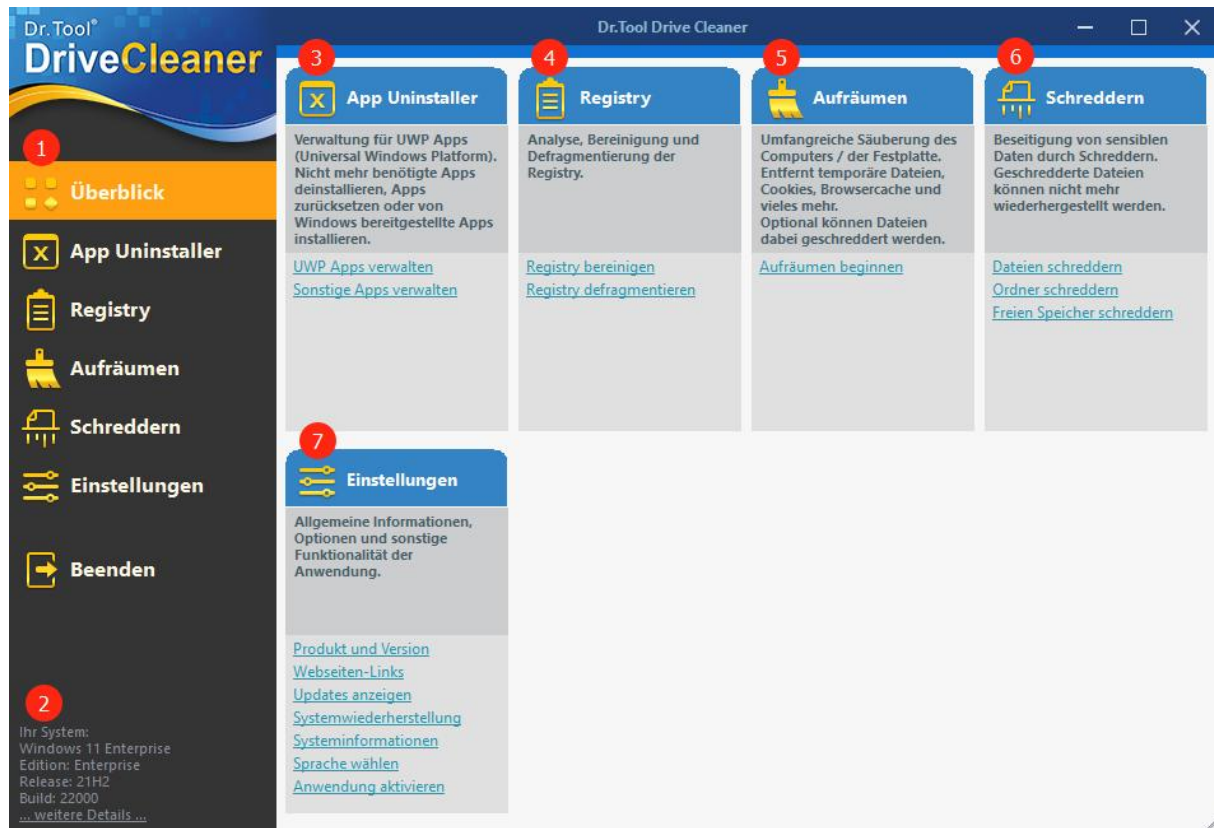 Dr.Tool®
DriveCleaner
Dr.Tool Drive Cleaner
1
Überblick
App Uninstaller
Registry
Aufräumen
Schreddern
Einstellungen
Beenden
2
Ihr System:
Windows 11 Enterprise
Edition: Enterprise
Release: 21H2
Build: 22000
... weitere Details ...
3
App Uninstaller
Verwaltung für UWP Apps
(Universal Windows Platform).
Nicht mehr benötigte Apps
deinstallieren, Apps
zurücksetzen oder von
Windows bereitgestellte Apps
installieren.
UWP Apps verwalten
Sonstige Apps verwalten
4
Registry
Analyse, Bereinigung und
Defragmentierung der
Registry.
Registry bereinigen
Registry defragmentieren
5
Aufräumen
Umfangreiche Säuberung des
Computers / der Festplatte.
Entfernt temporäre Dateien,
Cookies, Browsercache und
vieles mehr.
Optional können Dateien
dabei geschreddert werden.
Aufräumen beginnen
6
Schreddern
Beseitigung von sensiblen
Daten durch Schreddern.
Geschredderte Dateien
können nicht mehr
wiederhergestellt werden.
Dateien schreddern
Ordner schreddern
Freien Speicher schreddern
7
Einstellungen
Allgemeine Informationen,
Optionen und sonstige
Funktionalität der
Anwendung.
Produkt und Version
Webseiten-Links
Updates anzeigen
Systemwiederherstellung
Systeminformationen
Sprache wählen
Anwendung aktivieren